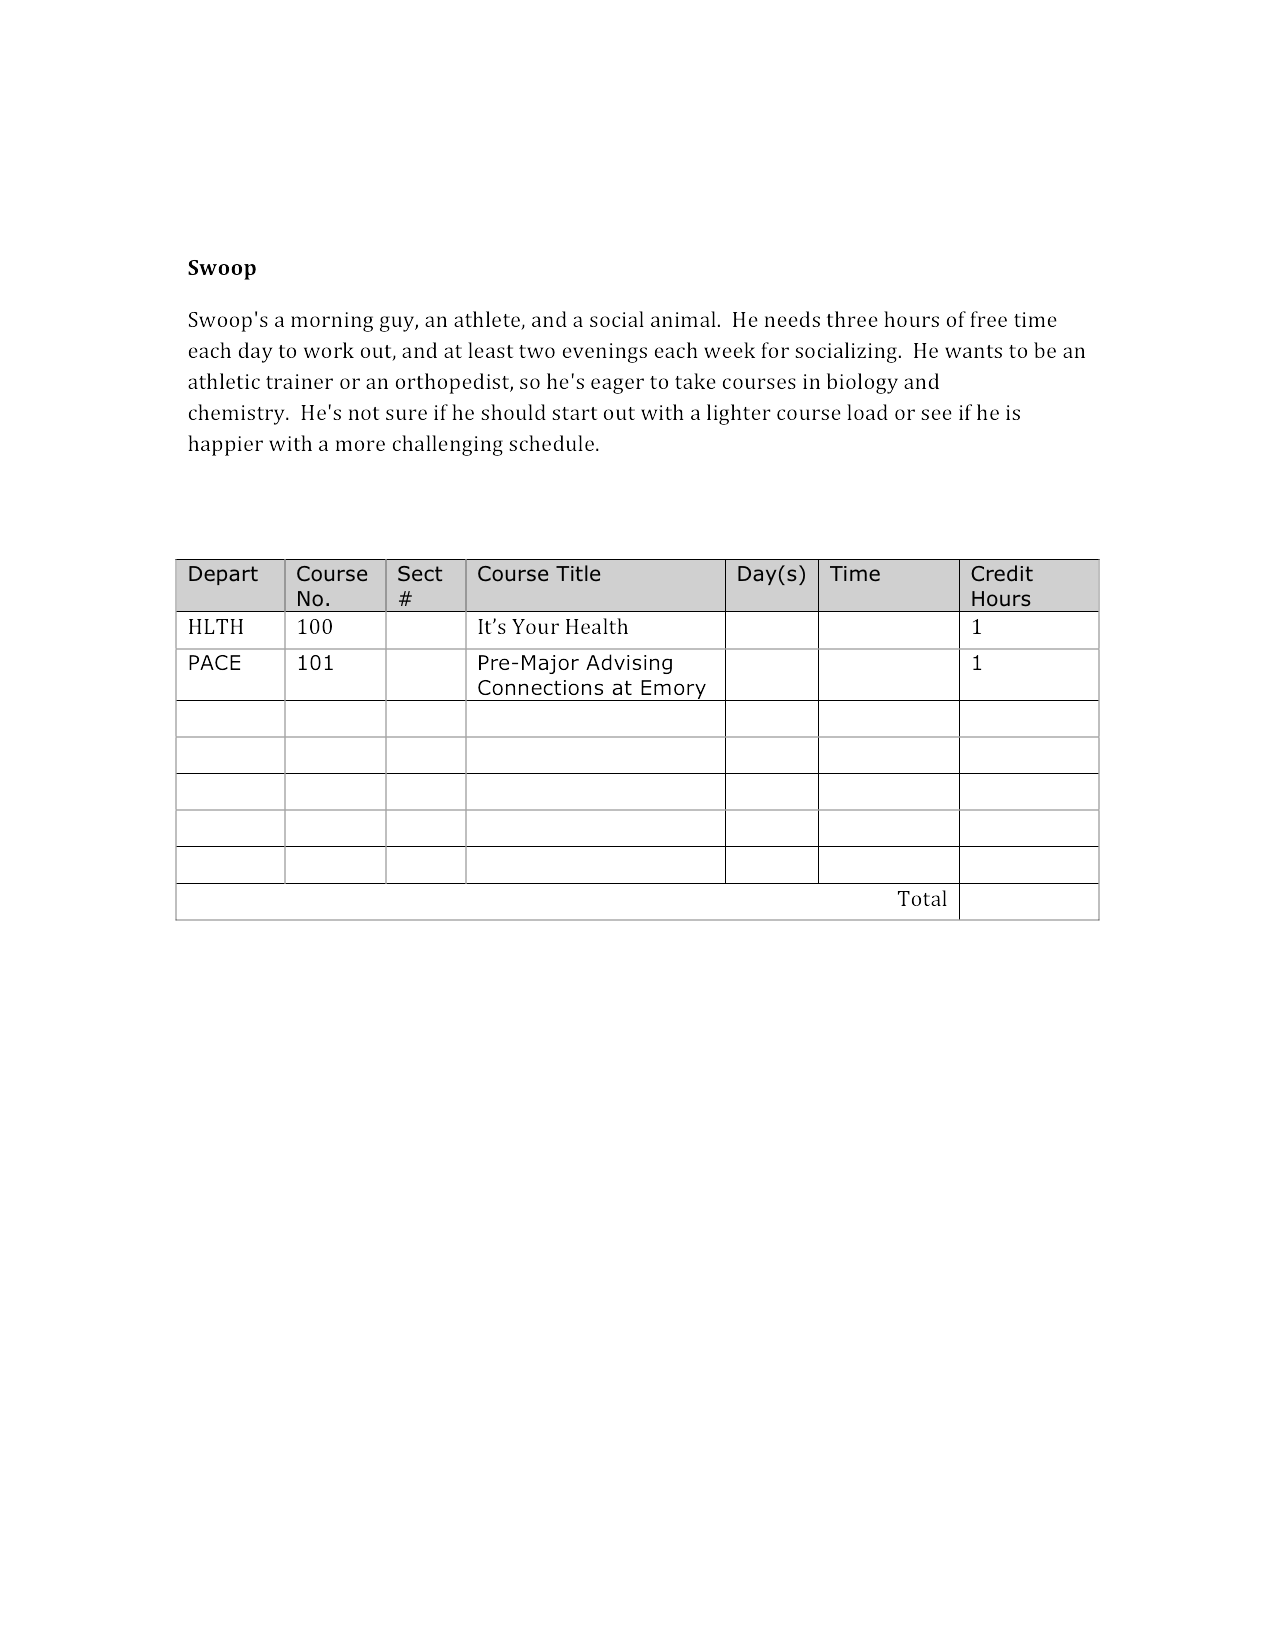 Swoop
Swoop's a morning guy, an athlete, and a social animal.  He needs three hours of free time
each day to work out, and at least two evenings each week for socializing.  He wants to be an
athletic trainer or an orthopedist, so he's eager to take courses in biology and
chemistry.  He's not sure if he should start out with a lighter course load or see if he is
happier with a more challenging schedule.
Depart Course No. Sect # Course Title Day(s) Time Credit Hours
HLTH 100 It’s Your Health 1
PACE 101 Pre-Major Advising Connections at Emory 1
Total